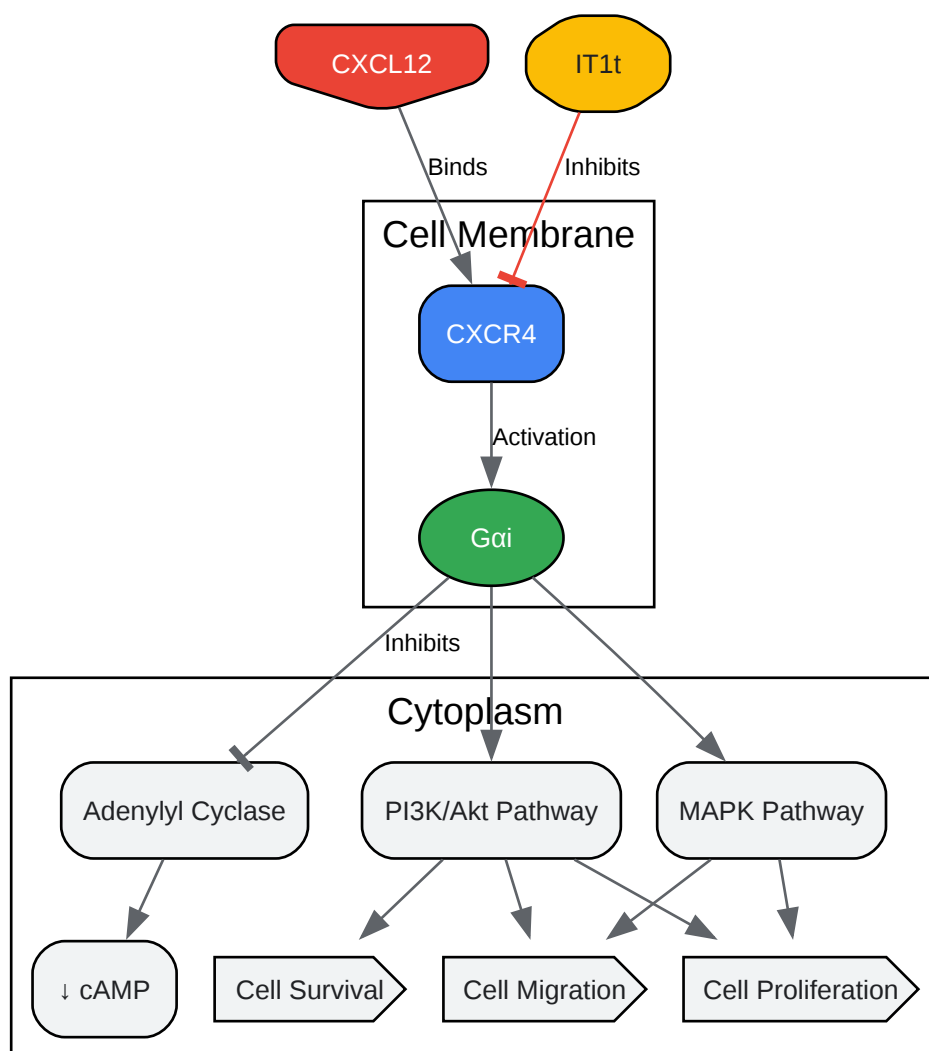 CXCL12
IT1t
Binds
Inhibits
Cell Membrane
CXCR4
Activation
Gαi
Inhibits
Cytoplasm
Adenylyl Cyclase
PI3K/Akt Pathway
MAPK Pathway
↓ cAMP
Cell Survival
Cell Migration
Cell Proliferation